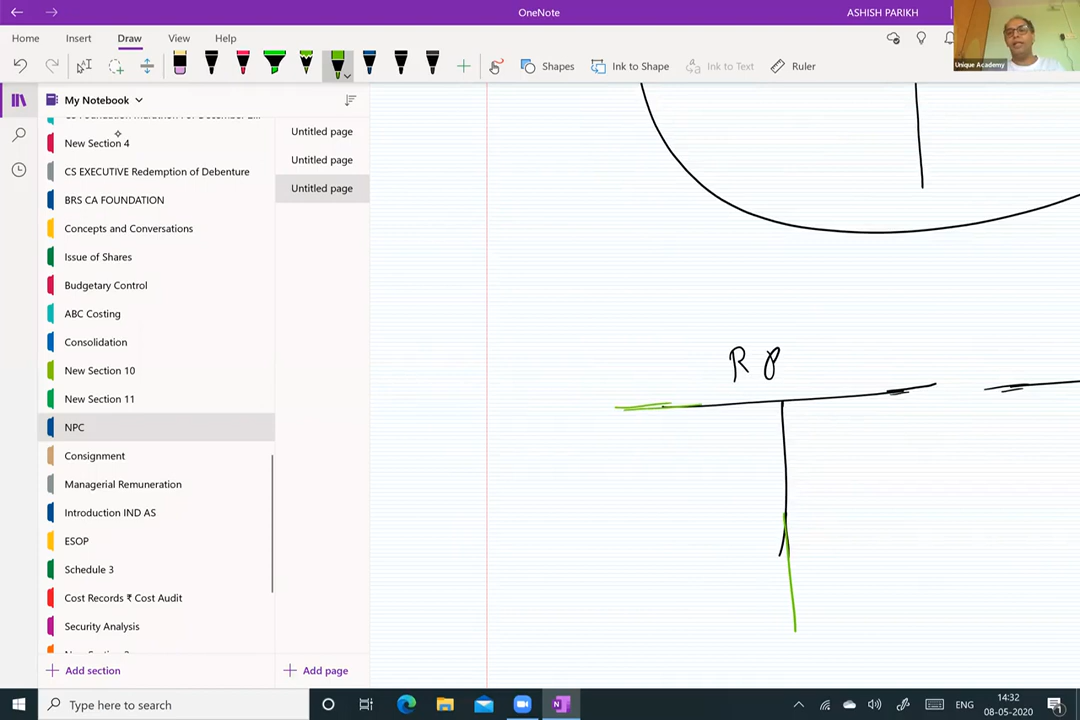 OneNote
ASHISH PARIKH
Unique Academy
Home
Insert
Draw
View
Help
Shapes
Ink to Shape
Ink to Text
Ruler
My Notebook
New Section 4
CS EXECUTIVE Redemption of Debenture
BRS CA FOUNDATION
Concepts and Conversations
Issue of Shares
Budgetary Control
ABC Costing
Consolidation
New Section 10
New Section 11
NPC
Consignment
Managerial Remuneration
Introduction IND AS
ESOP
Schedule 3
Cost Records ₹ Cost Audit
Security Analysis
Add section
Untitled page
Untitled page
Untitled page
Add page
R
Type here to search
ENG
14:32
08-05-2020